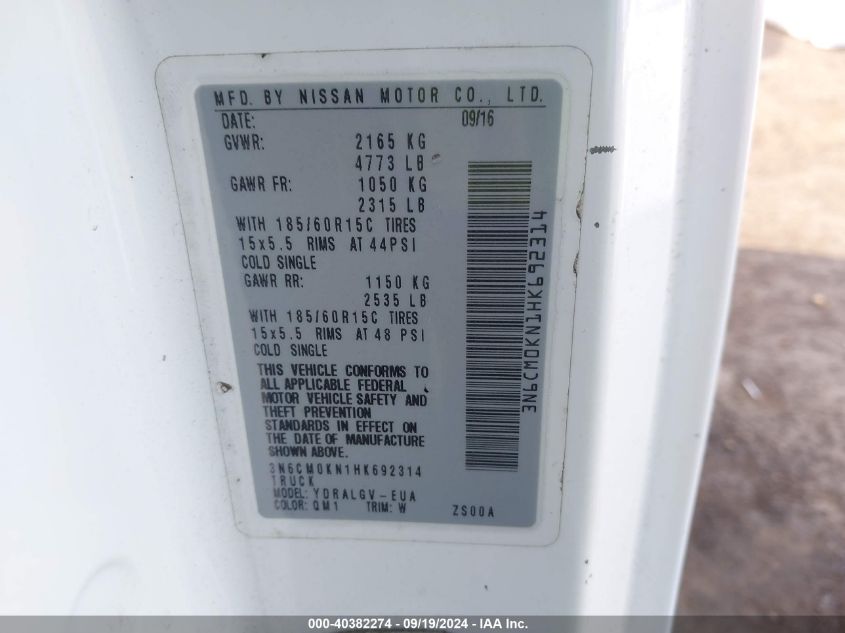 MFD. BY NISSAN MOTOR CO., LTD.
DATE: 09/16
GVWR: 2165 KG
4773 LB
GAWR FR: 1050 KG
2315 LB
WITH 185/60R15C TIRES
15x5.5 RIMS AT 44PSI
COLD SINGLE
GAWR RR: 1150 KG
2535 LB
WITH 185/60R15C TIRES
15x5.5 RIMS AT 48 PSI
COLD SINGLE
THIS VEHICLE CONFORMS TO
ALL APPLICABLE FEDERAL
MOTOR VEHICLE SAFETY AND
THEFT PREVENTION
STANDARDS IN EFFECT ON
THE DATE OF MANUFACTURE
SHOWN ABOVE.
3N6CM0KN1HK692314
TRUCK
MODEL: YDRALGV-EUA
COLOR: QM1 TRIM: W ZS00A
3N6CM0KN1HK692314
000-40382274 - 09/19/2024 - IAA Inc.